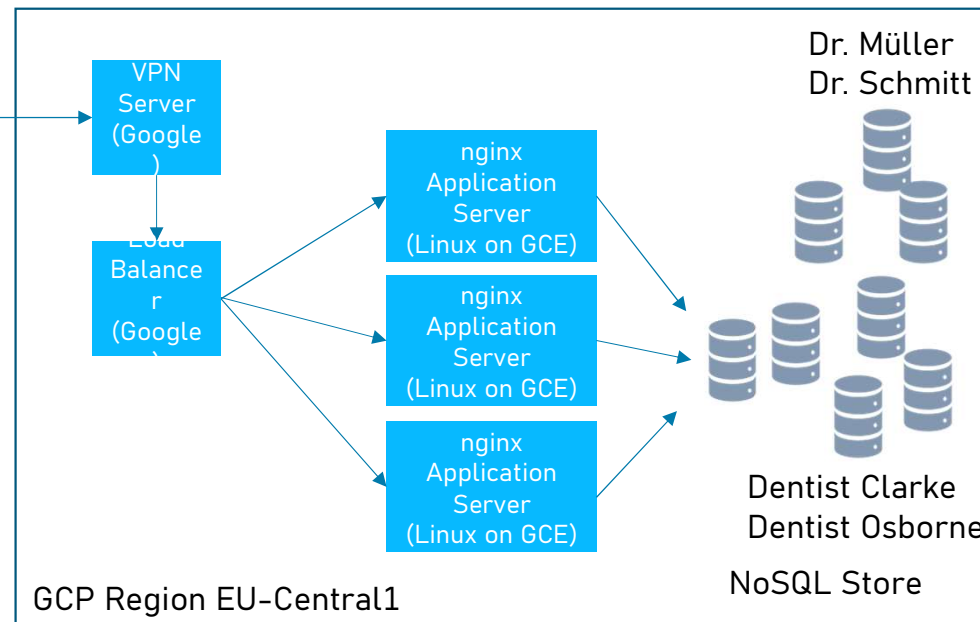 VPN
Server
(Google
)
Load
Balance
r
(Google
)
nginx
Application
Server
(Linux on GCE)
nginx
Application
Server
(Linux on GCE)
nginx
Application
Server
(Linux on GCE)
Dr. Müller
Dr. Schmitt
Dentist Clarke
Dentist Osborne
NoSQL Store
GCP Region EU-Central1